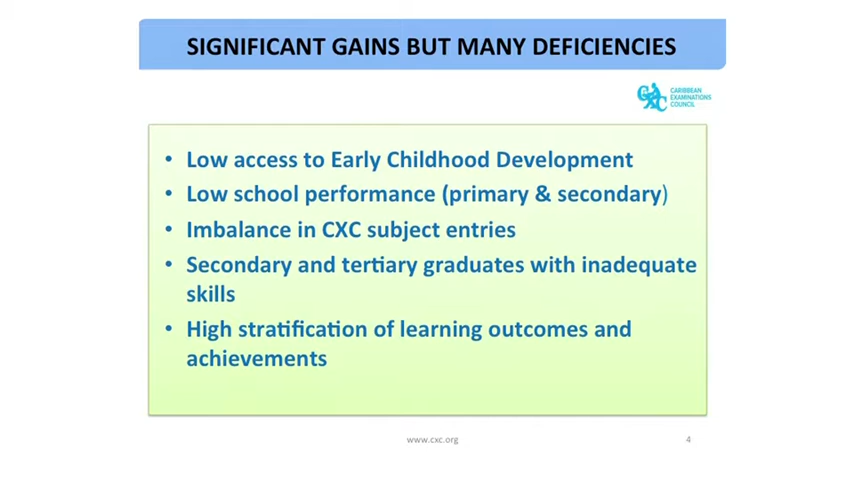 SIGNIFICANT GAINS BUT MANY DEFICIENCIES
CXC
CARIBBEAN
EXAMINATIONS
COUNCIL
• Low access to Early Childhood Development
• Low school performance (primary & secondary)
• Imbalance in CXC subject entries
• Secondary and tertiary graduates with inadequate
skills
• High stratification of learning outcomes and
achievements
www.cxc.org
4